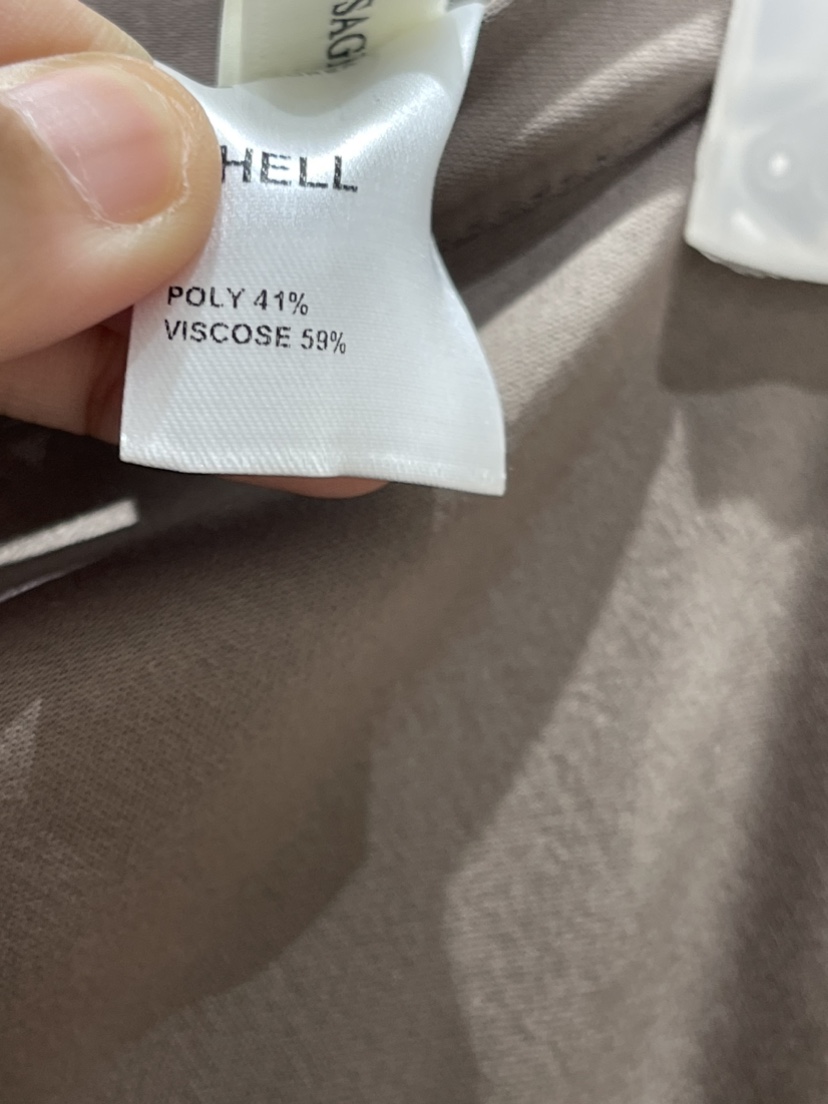 HELL
POLY 41%
VISCOSE 59%